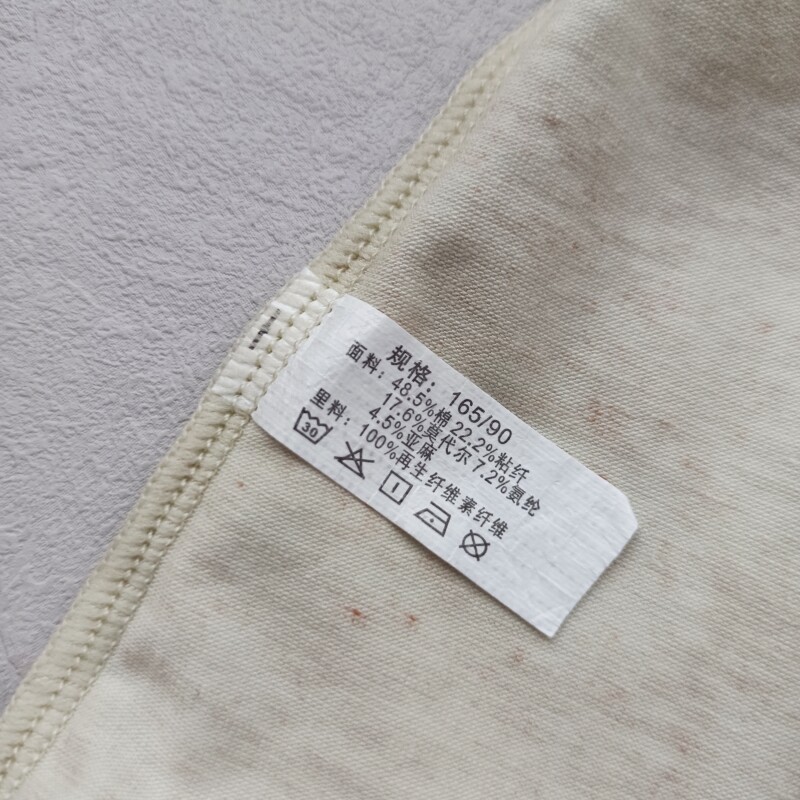 规格：165/90
面料：48.5%棉 22.2%粘纤
17.6%莫代尔 7.2%氨纶
4.5%亚麻
里料：100%再生纤维素纤维
30